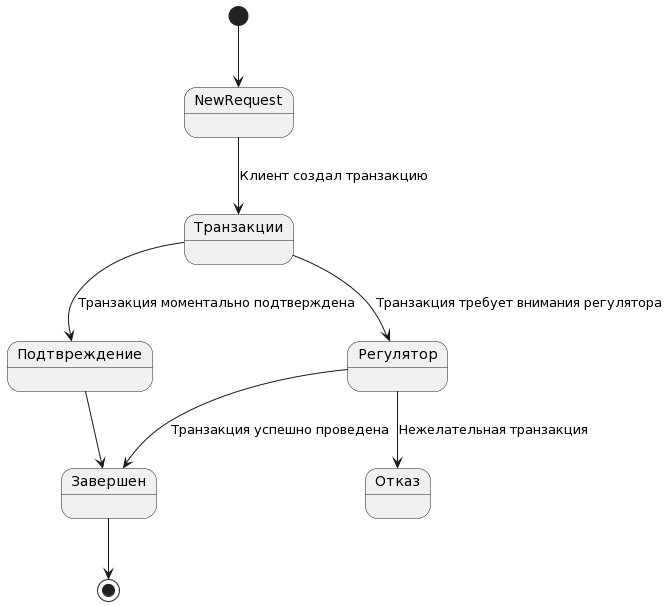 NewRequest
Клиент создал транзакцию
Транзакции
Транзакция моментально подтверждена
Транзакция требует внимания регулятора
Подтвреждение
Регулятор
Транзакция успешно проведена
Нежелательная транзакция
Завершен
Отказ